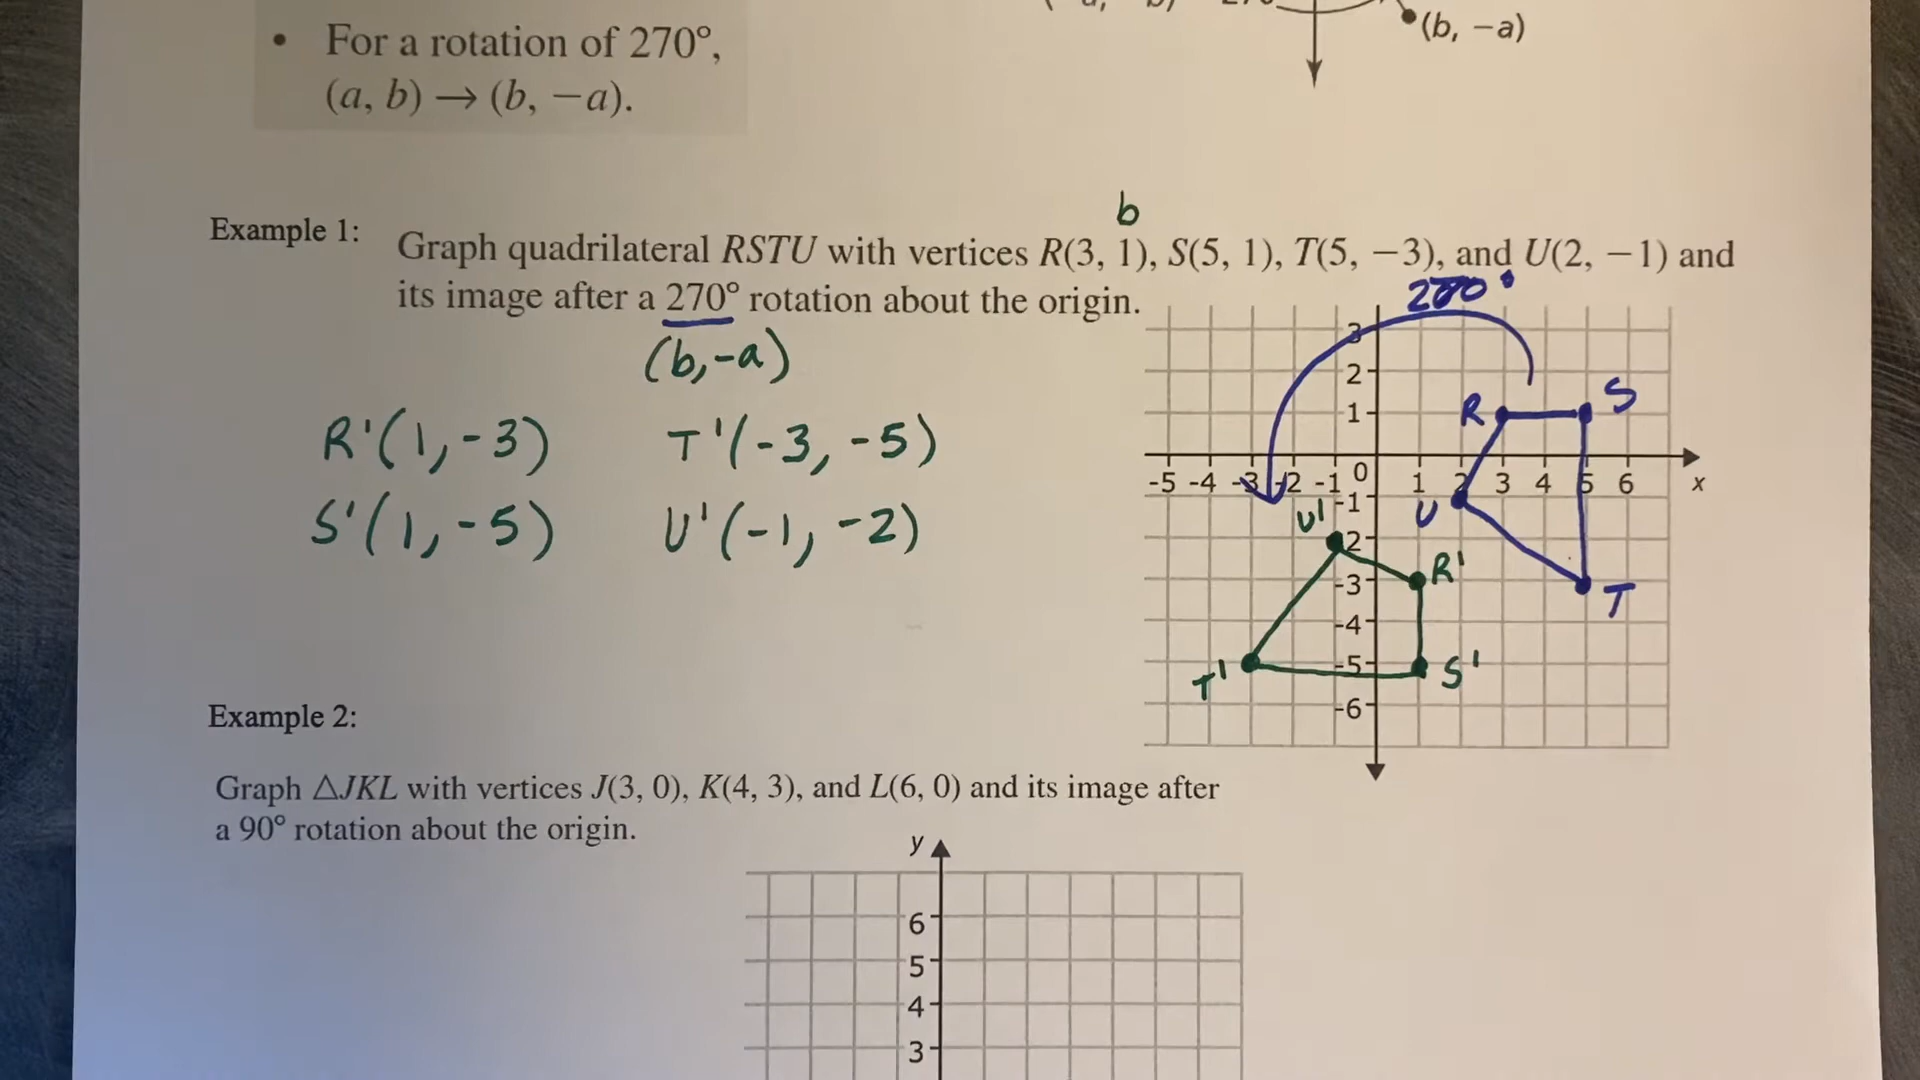 • For a rotation of 270°,
(a, b) → (b, −a).
(b, −a)
b
Example 1:
Graph quadrilateral RSTU with vertices R(3, 1), S(5, 1), T(5, −3), and U(2, −1) and
its image after a 270° rotation about the origin.
270°
(b,-a)
R'(1,-3) T'(-3,-5)
S'(1,-5) U'(-1,-2)
3
2
1
R S
-5 -4 -3 -2 -1 0 1 2 3 4 5 6 x
-1
U' U
-2
-3 R'
T
-4
T' -5 S'
-6
Example 2:
Graph △JKL with vertices J(3, 0), K(4, 3), and L(6, 0) and its image after
a 90° rotation about the origin.
y
6
5
4
3